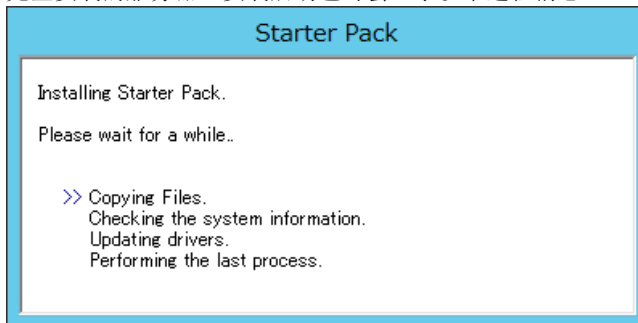 Starter Pack
Installing Starter Pack.
Please wait for a while..
>> Copying Files.
Checking the system information.
Updating drivers.
Performing the last process.